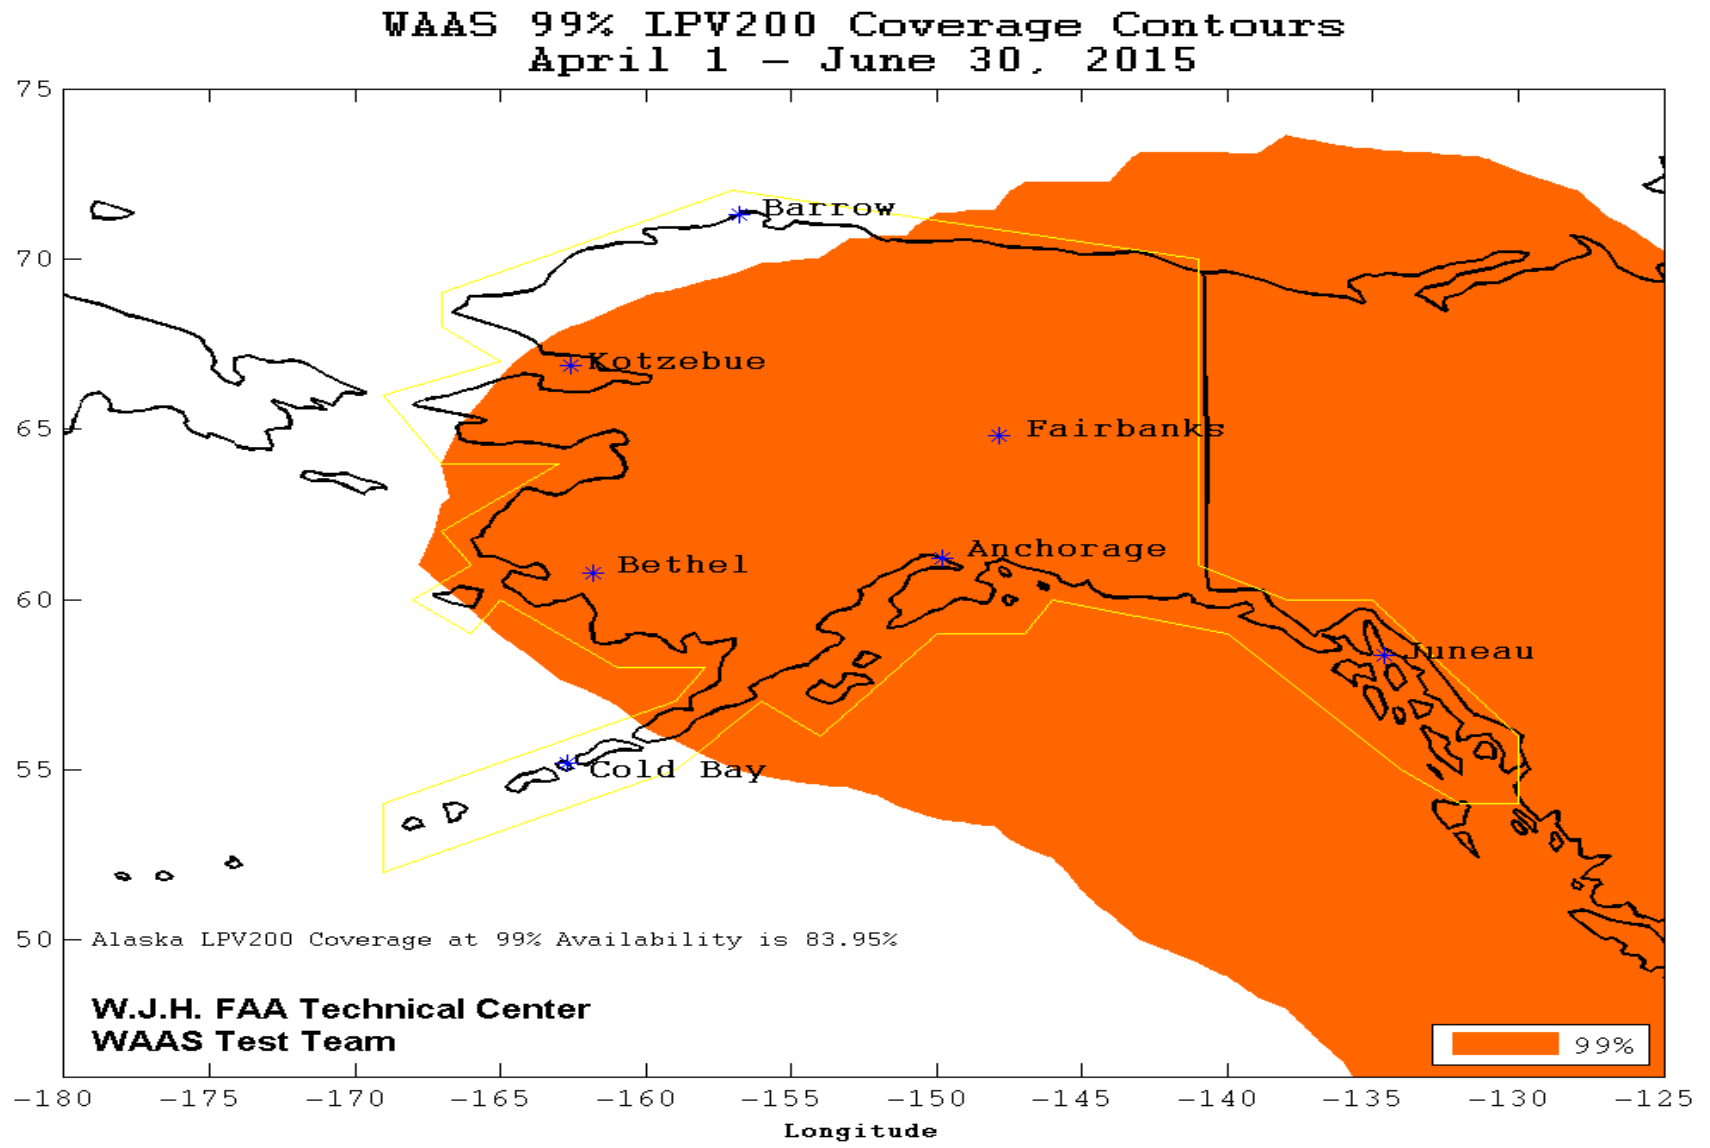 WAAS 99% LPV200 Coverage Contours
April 1 – June 30, 2015
75
70
65
60
55
50
Barrow
Kotzebue
Fairbanks
Anchorage
Bethel
Juneau
Cold Bay
Alaska LPV200 Coverage at 99% Availability is 83.95%
W.J.H. FAA Technical Center
WAAS Test Team
99%
−180 −175 −170 −165 −160 −155 −150 −145 −140 −135 −130 −125
Longitude